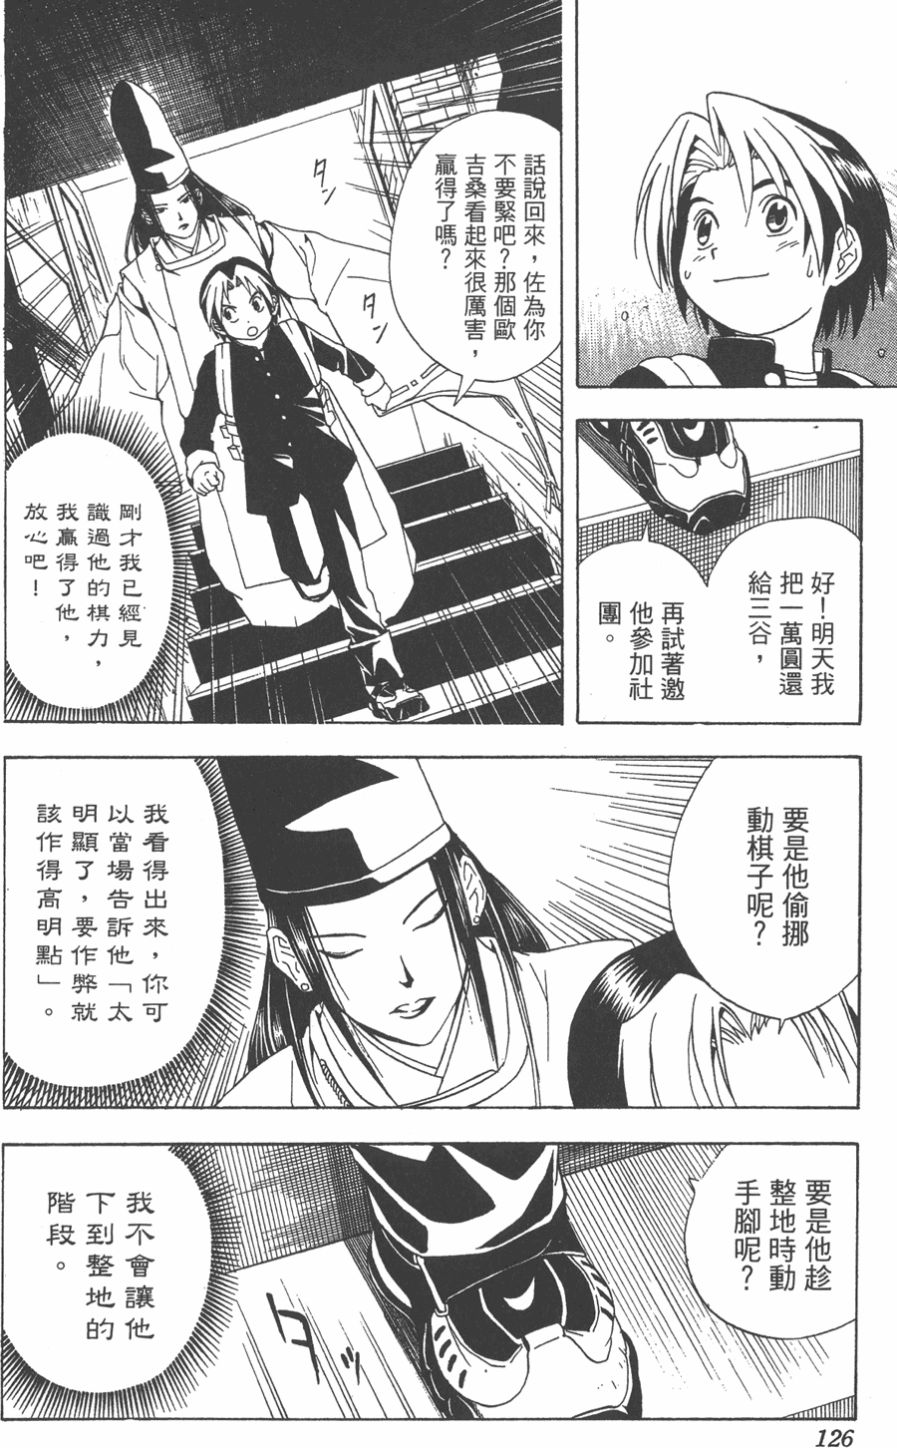 好！明天我
把一萬圓還
給三谷，
再試著邀
他參加社
團。
話說回來，佐為你
不要緊吧？那個歐
吉桑看起來很厲害，
贏得了嗎？
タン
タン
剛才我已經見
識過他的棋力，
我贏得了他，
放心吧！
要是他偷挪
動棋子呢？
我看得出來，你可
以當場告訴他「太
明顯了，要作弊就
該作得高明點」。
要是他趁
整地時動
手腳呢？
我不會讓他
下到整地的
階段。
タッ
126